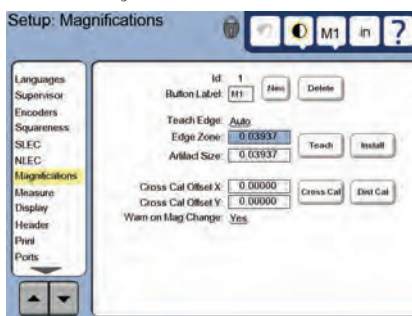 Setup: Magnifications
M1 in ?
Languages
Supervisor
Encoders
Squareness
SLEC
NLEC
Magnifications
Measure
Display
Header
Print
Ports
Id: 1
Button Label: M1 New Delete
Teach Edge: Auto
Edge Zone: 0.03937 Teach Install
Artifact Size: 0.03937
Cross Cal Offset X: 0.00000 Cross Cal Dist Cal
Cross Cal Offset Y: 0.00000
Warn on Mag Change: Yes